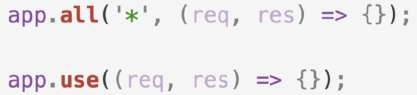 app.all('*', (req, res) => {});
app.use((req, res) => {});